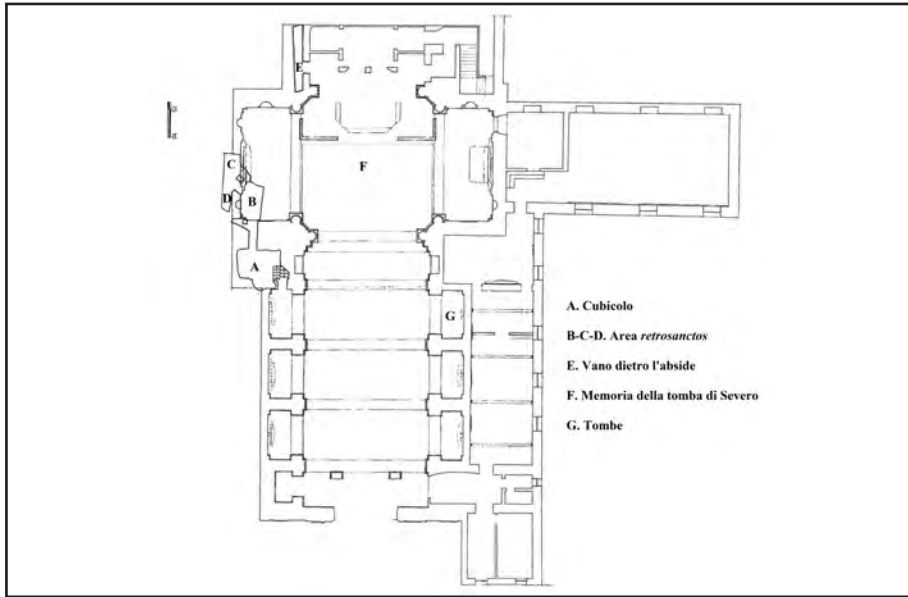 E
C
F
D
B
A
G
A. Cubicolo
B-C-D. Area retrosanctos
E. Vano dietro l'abside
F. Memoria della tomba di Severo
G. Tombe